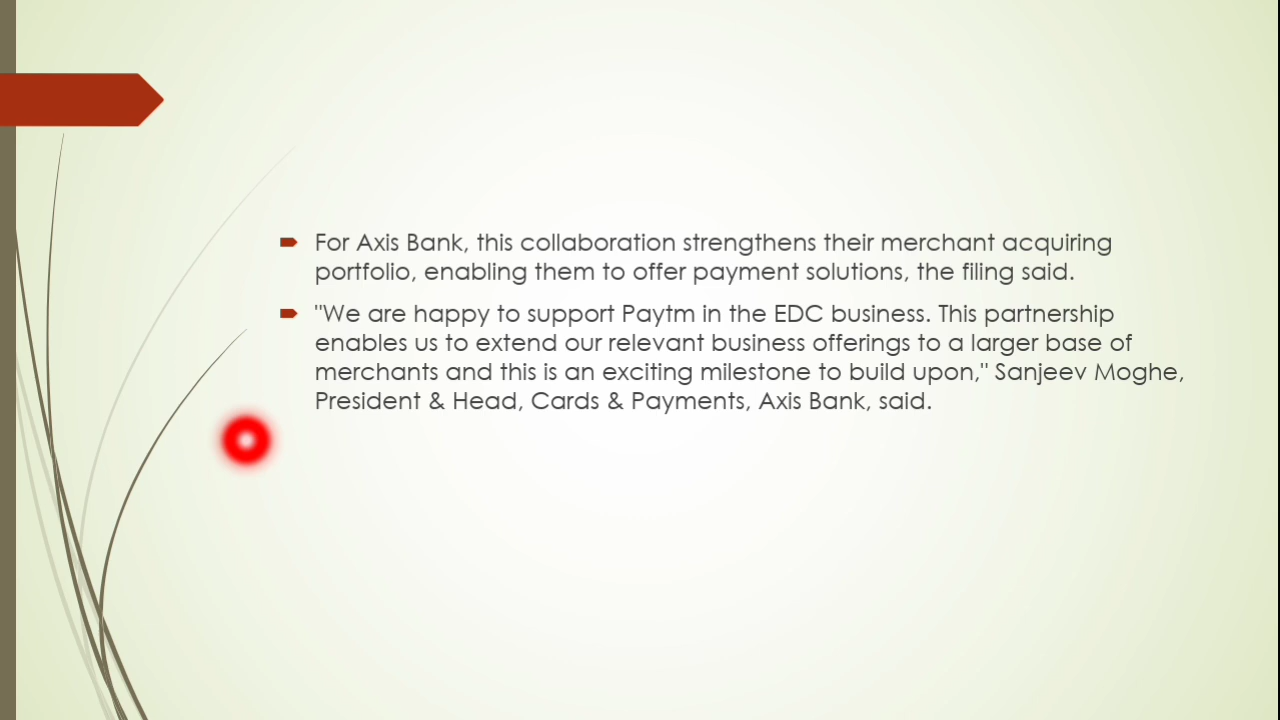 For Axis Bank, this collaboration strengthens their merchant acquiring
portfolio, enabling them to offer payment solutions, the filing said.
"We are happy to support Paytm in the EDC business. This partnership
enables us to extend our relevant business offerings to a larger base of
merchants and this is an exciting milestone to build upon," Sanjeev Moghe,
President & Head, Cards & Payments, Axis Bank, said.